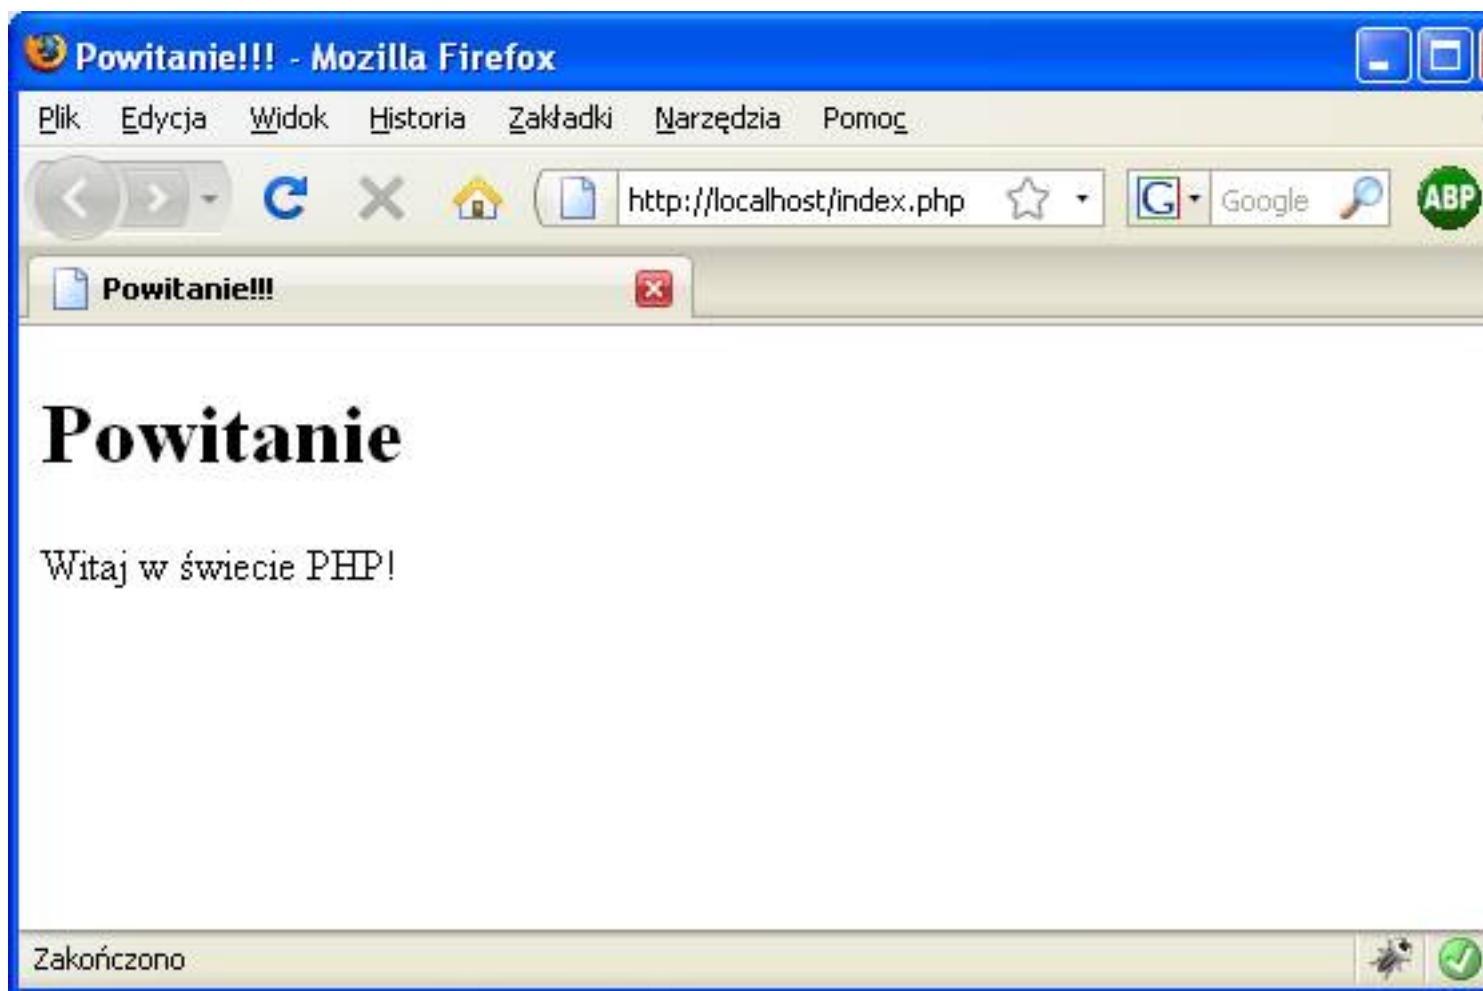 Powitanie!!! - Mozilla Firefox
Plik Edycja Widok Historia Zakładki Narzędzia Pomoc
http://localhost/index.php G Google ABP
Powitanie!!!
Powitanie
Witaj w świecie PHP!
Zakończono